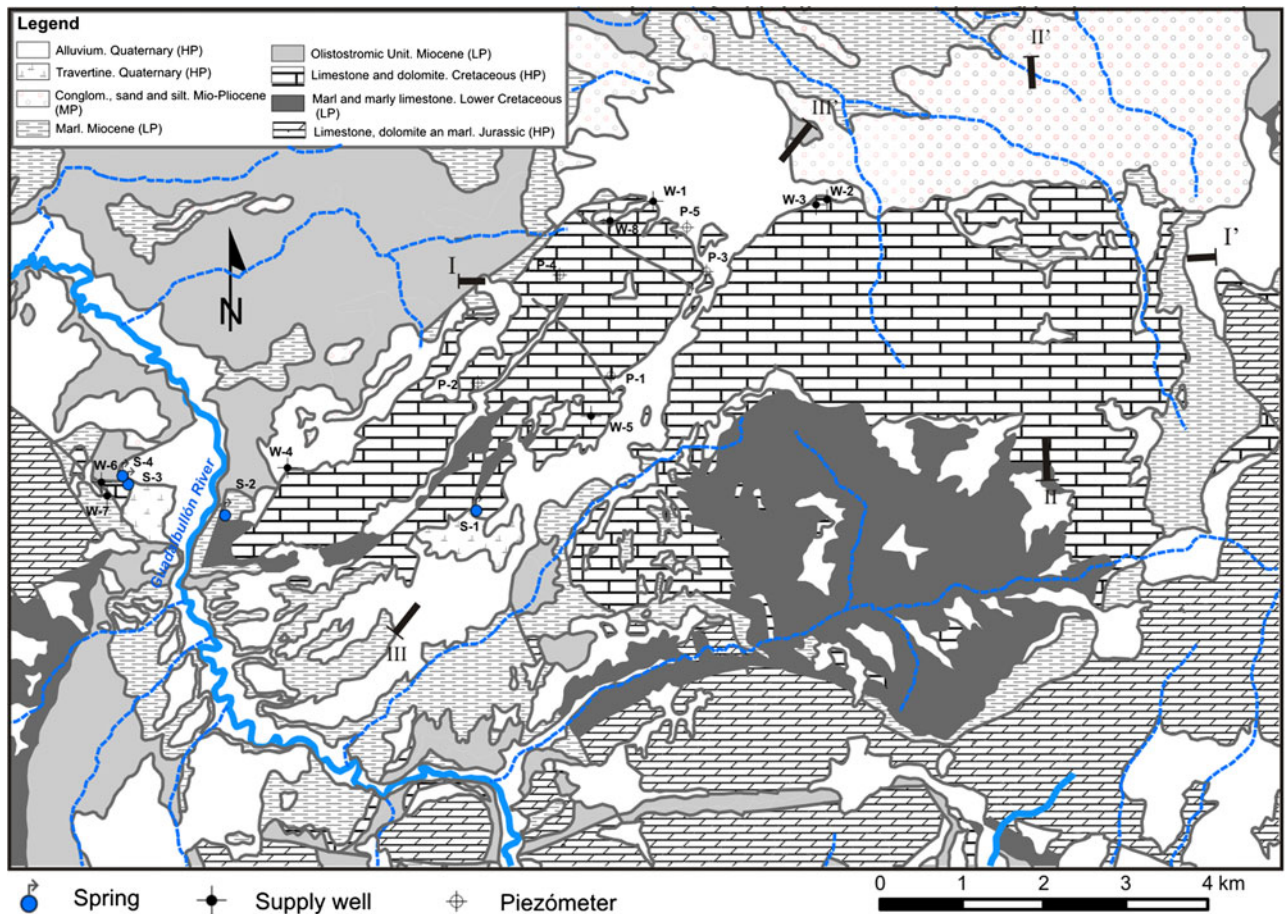 Legend
Alluvium. Quaternary (HP)
Travertine. Quaternary (HP)
Conglom., sand and silt. Mio-Pliocene
(MP)
Marl. Miocene (LP)
Olistostromic Unit. Miocene (LP)
Limestone and dolomite. Cretaceous (HP)
Marl and marly limestone. Lower Cretaceous
(LP)
Limestone, dolomite an marl. Jurassic (HP)
II'
III'
W-1
W-2
W-3
P-5
W-8
I'
I
P-4
P-3
N
P-2
P-1
W-5
W-4
S-4
W-6
S-3
W-7
S-2
S-1
II
Guadalbullón River
III
0 1 2 3 4 km
Spring
Supply well
Piezómeter